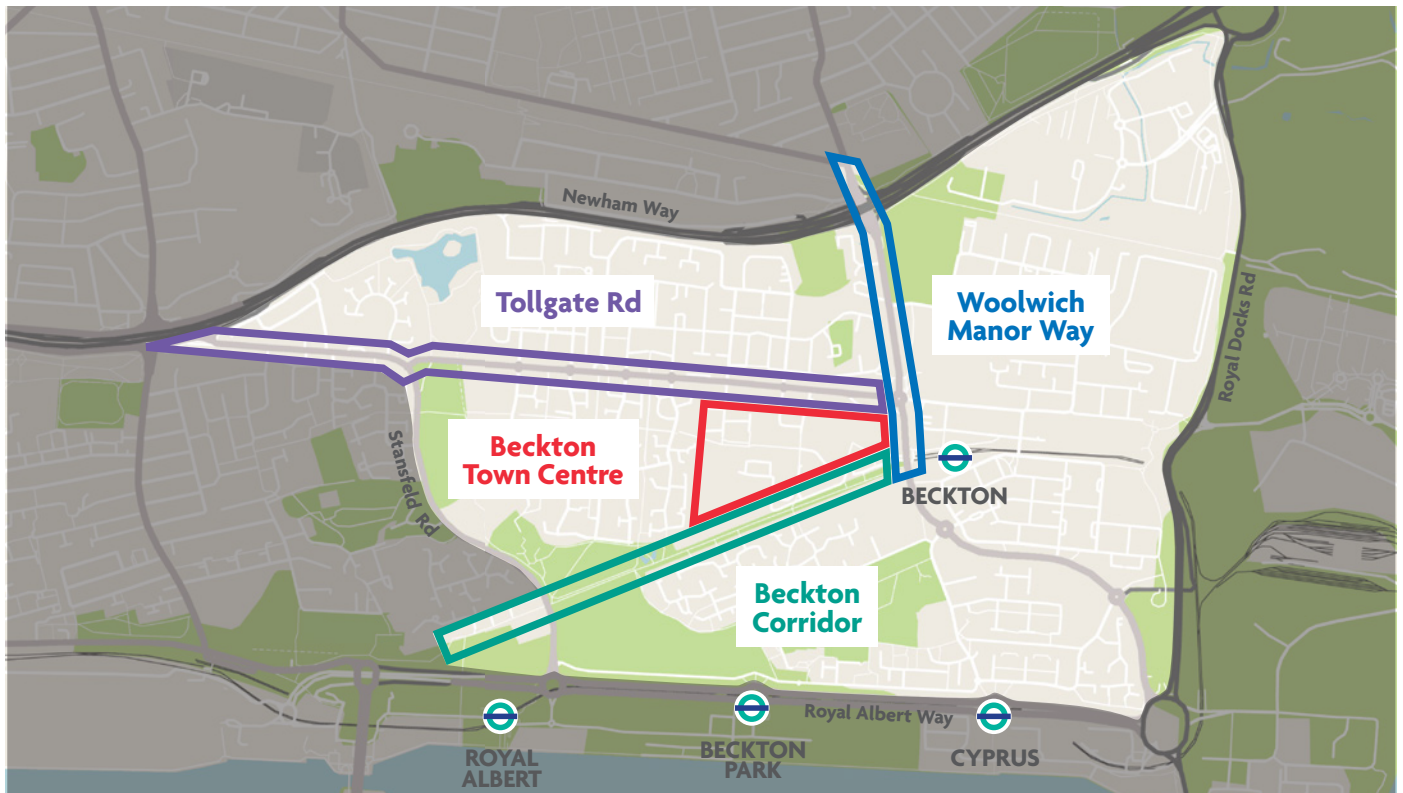 Newham Way
Tollgate Rd
Woolwich
Manor Way
Royal Docks Rd
Beckton
Town Centre
Stansfeld Rd
BECKTON
Beckton
Corridor
Royal Albert Way
ROYAL
ALBERT
BECKTON
PARK
CYPRUS